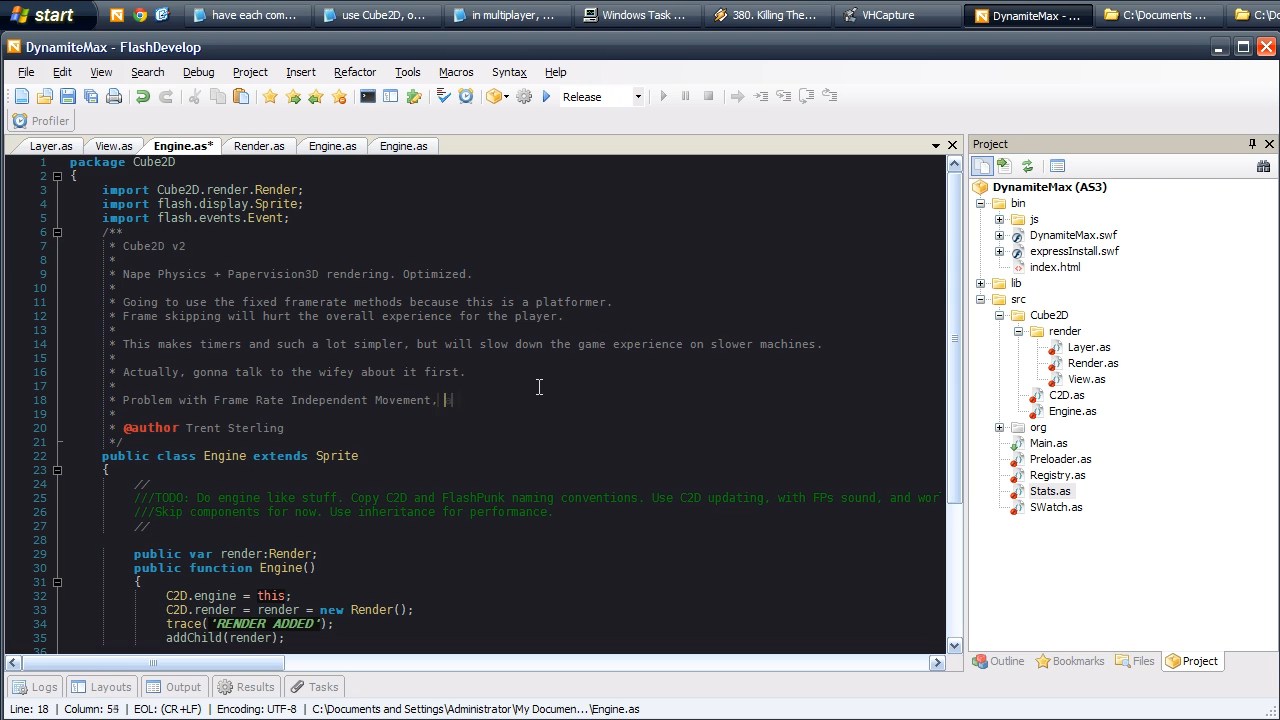 start
have each com...
use Cube2D, o...
in multiplayer, ...
Windows Task ...
380. Killing The...
VHCapture
DynamiteMax - ...
C:\Documents ...
C:\D
DynamiteMax - FlashDevelop
File Edit View Search Debug Project Insert Refactor Tools Macros Syntax Help
Release
Profiler
Layer.as View.as Engine.as* Render.as Engine.as Engine.as
1 package Cube2D
2 {
3 import Cube2D.render.Render;
4 import flash.display.Sprite;
5 import flash.events.Event;
6 /**
7 * Cube2D v2
8 *
9 * Nape Physics + Papervision3D rendering. Optimized.
10 *
11 * Going to use the fixed framerate methods because this is a platformer.
12 * Frame skipping will hurt the overall experience for the player.
13 *
14 * This makes timers and such a lot simpler, but will slow down the game experience on slower machines.
15 *
16 * Actually, gonna talk to the wifey about it first.
17 *
18 * Problem with Frame Rate Independent Movement,
19 *
20 * @author Trent Sterling
21 */
22 public class Engine extends Sprite
23 {
24 //
25 ///TODO: Do engine like stuff. Copy C2D and FlashPunk naming conventions. Use C2D updating, with FPs sound, and wor
26 ///Skip components for now. Use inheritance for performance.
27 //
28
29 public var render:Render;
30 public function Engine()
31 {
32 C2D.engine = this;
33 C2D.render = render = new Render();
34 trace('RENDER ADDED');
35 addChild(render);
36
Project
DynamiteMax (AS3)
bin
js
DynamiteMax.swf
expressInstall.swf
index.html
lib
src
Cube2D
render
Layer.as
Render.as
View.as
C2D.as
Engine.as
org
Main.as
Preloader.as
Registry.as
Stats.as
SWatch.as
Outline Bookmarks Files Project
Logs Layouts Output Results Tasks
Line: 18 | Column: | EOL: (CR+LF) | Encoding: UTF-8 | C:\Documents and Settings\Administrator\My Documen...\Engine.as